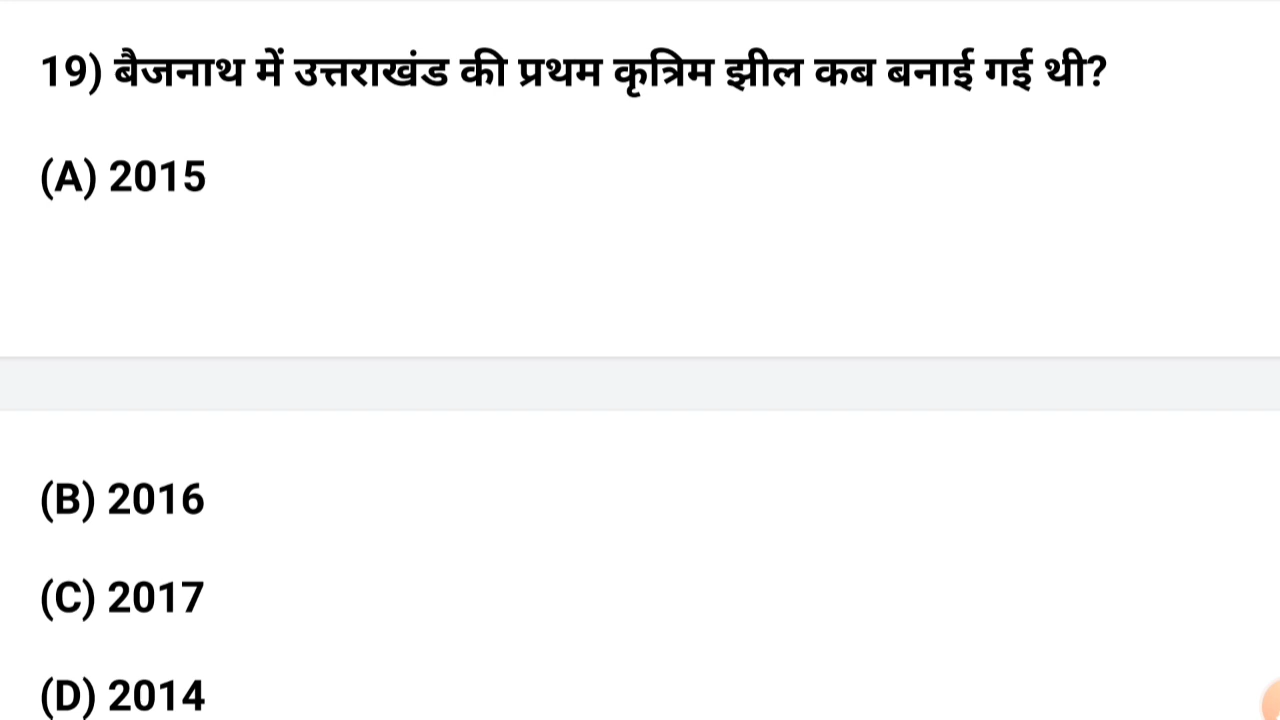 19) बैजनाथ में उत्तराखंड की प्रथम कृत्रिम झील कब बनाई गई थी?
(A) 2015
(B) 2016
(C) 2017
(D) 2014